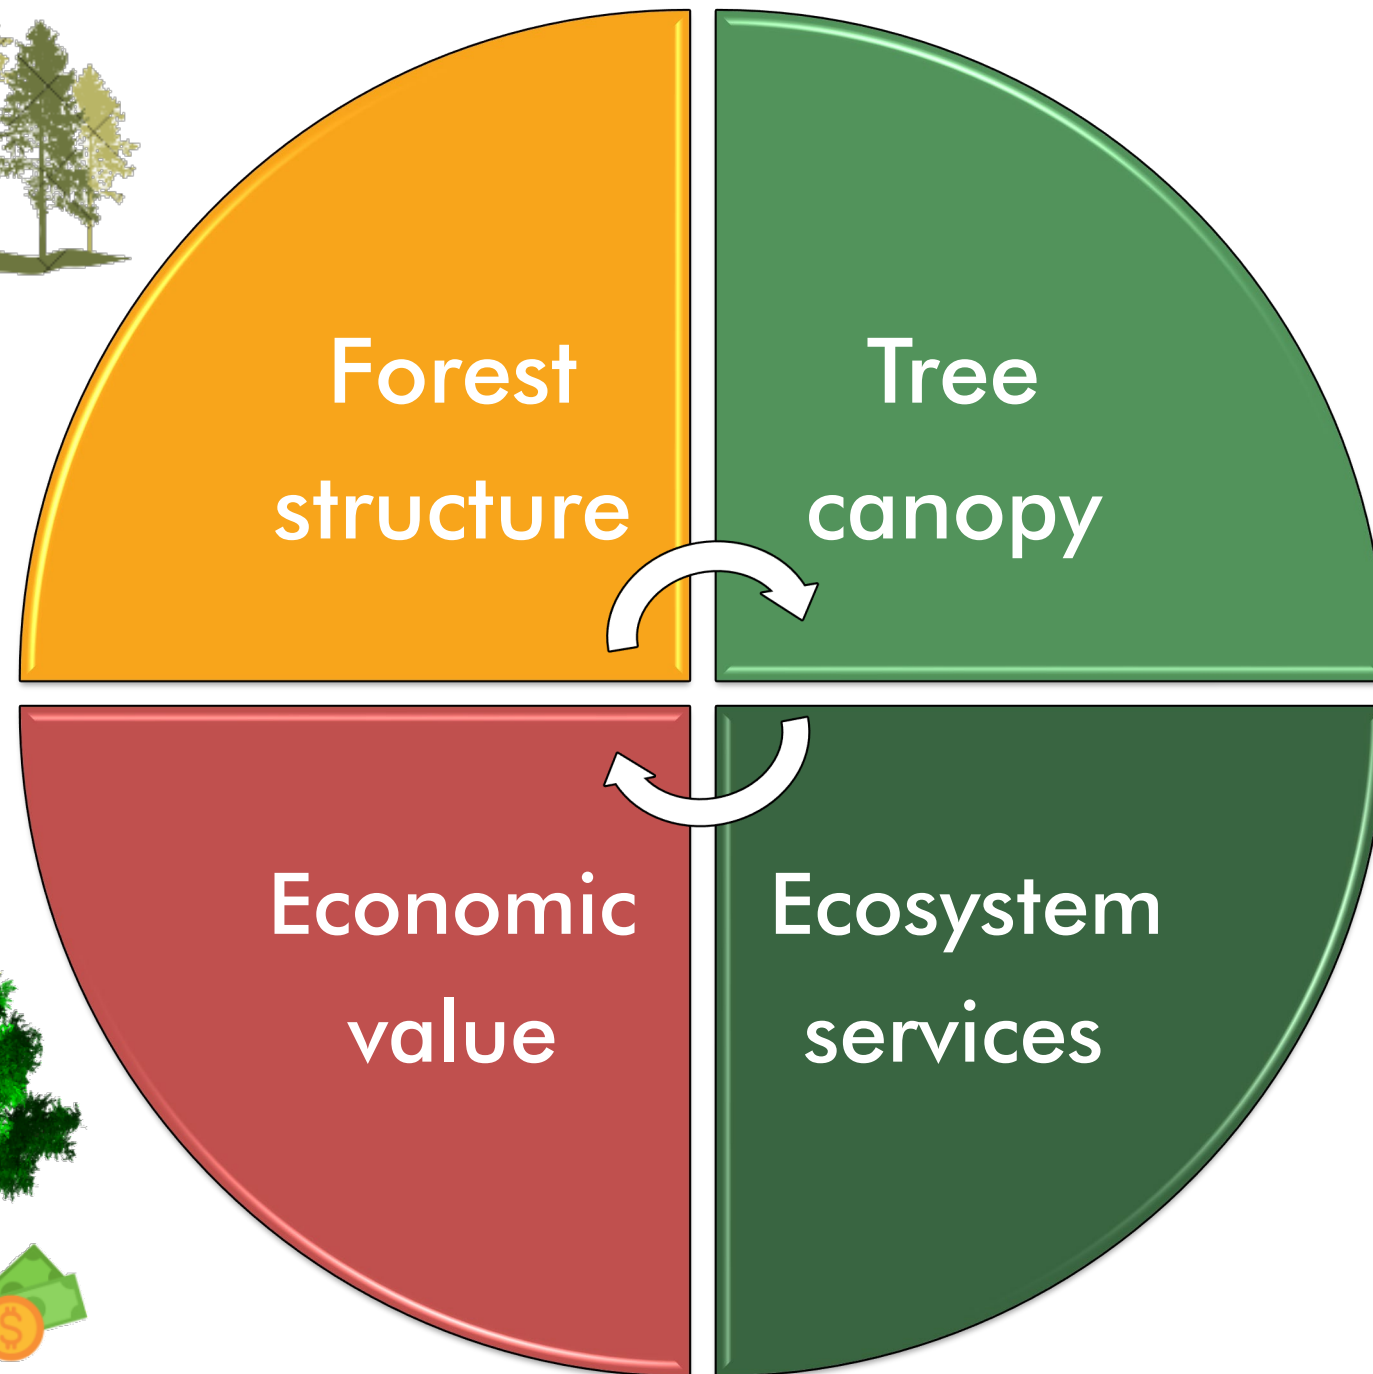 Forest
structure
Tree
canopy
Economic
value
Ecosystem
services
$